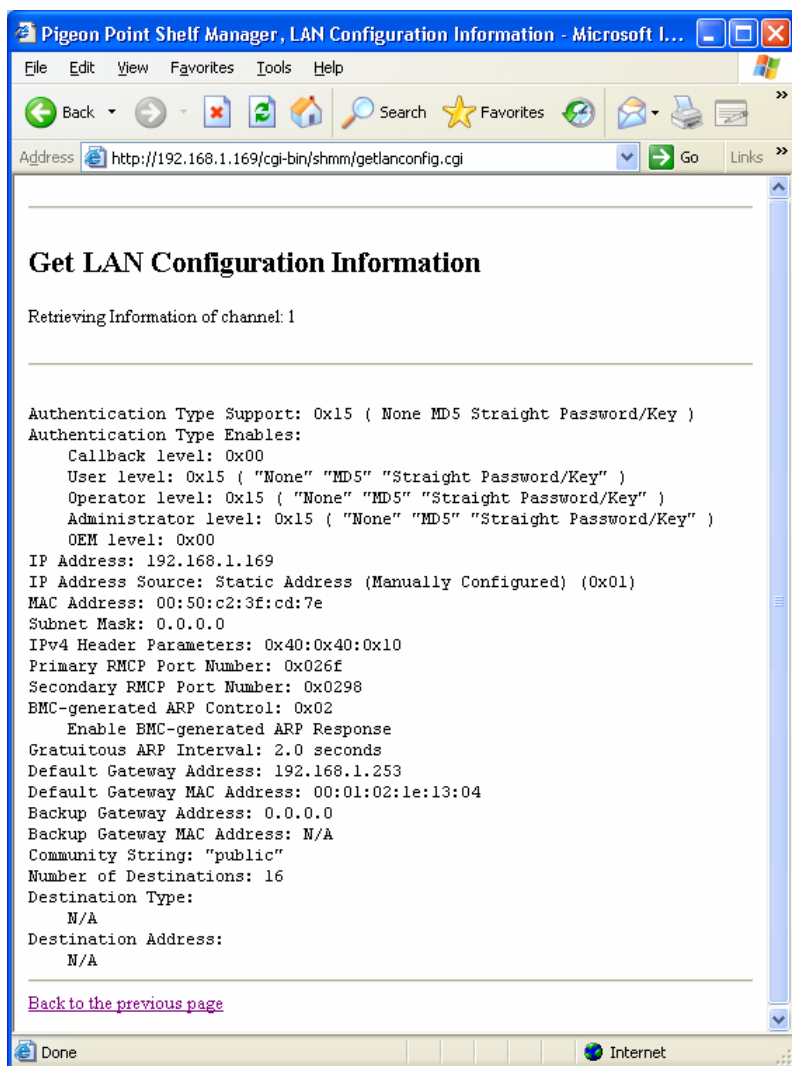 Pigeon Point Shelf Manager, LAN Configuration Information - Microsoft I...
File Edit View Favorites Tools Help
Back Search Favorites »
Address http://192.168.1.169/cgi-bin/shmm/getlanconfig.cgi Go Links »
Get LAN Configuration Information
Retrieving Information of channel: 1
Authentication Type Support: 0x15 ( None MD5 Straight Password/Key )
Authentication Type Enables:
Callback level: 0x00
User level: 0x15 ( "None" "MD5" "Straight Password/Key" )
Operator level: 0x15 ( "None" "MD5" "Straight Password/Key" )
Administrator level: 0x15 ( "None" "MD5" "Straight Password/Key" )
OEM level: 0x00
IP Address: 192.168.1.169
IP Address Source: Static Address (Manually Configured) (0x01)
MAC Address: 00:50:c2:3f:cd:7e
Subnet Mask: 0.0.0.0
IPv4 Header Parameters: 0x40:0x40:0x10
Primary RMCP Port Number: 0x026f
Secondary RMCP Port Number: 0x0298
BMC-generated ARP Control: 0x02
Enable BMC-generated ARP Response
Gratuitous ARP Interval: 2.0 seconds
Default Gateway Address: 192.168.1.253
Default Gateway MAC Address: 00:01:02:1e:13:04
Backup Gateway Address: 0.0.0.0
Backup Gateway MAC Address: N/A
Community String: "public"
Number of Destinations: 16
Destination Type:
N/A
Destination Address:
N/A
Back to the previous page
Done Internet